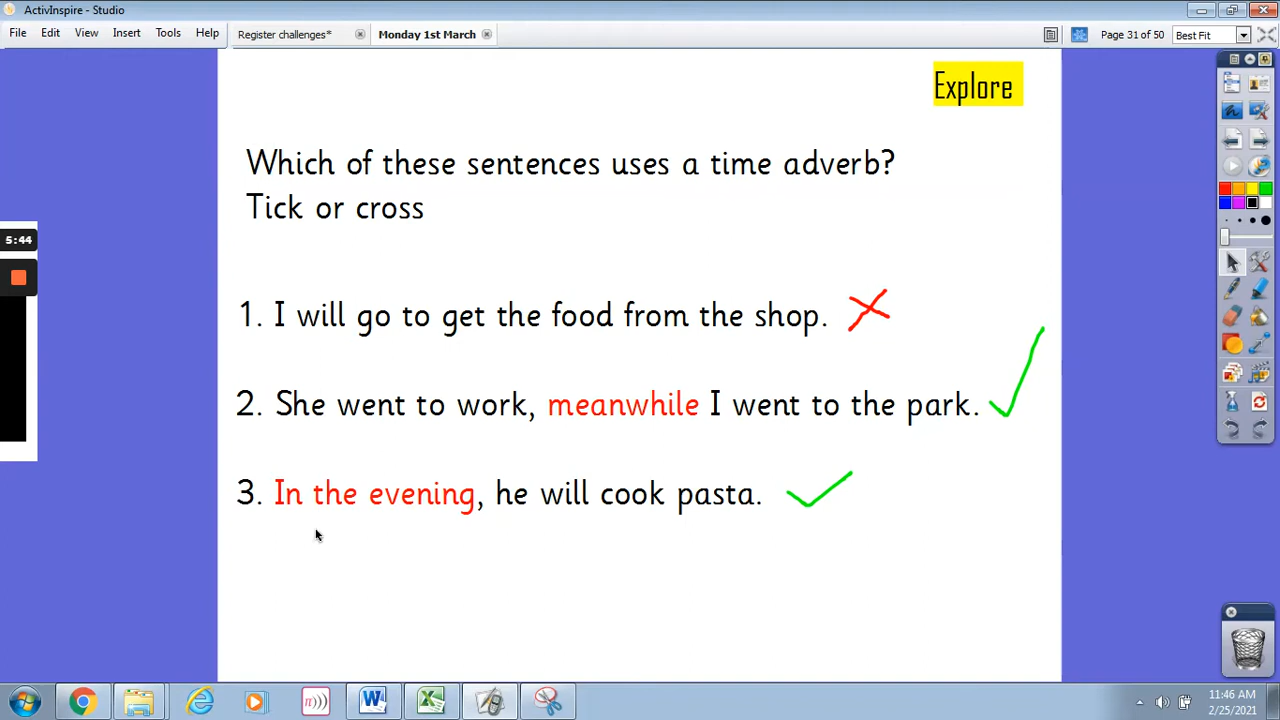 ActivInspire - Studio
File Edit View Insert Tools Help
Register challenges* Monday 1st March
Page 31 of 50 Best Fit
Explore
Which of these sentences uses a time adverb?
Tick or cross
5:44
1. I will go to get the food from the shop.
2. She went to work, meanwhile I went to the park.
3. In the evening, he will cook pasta.
11:46 AM
2/25/2021